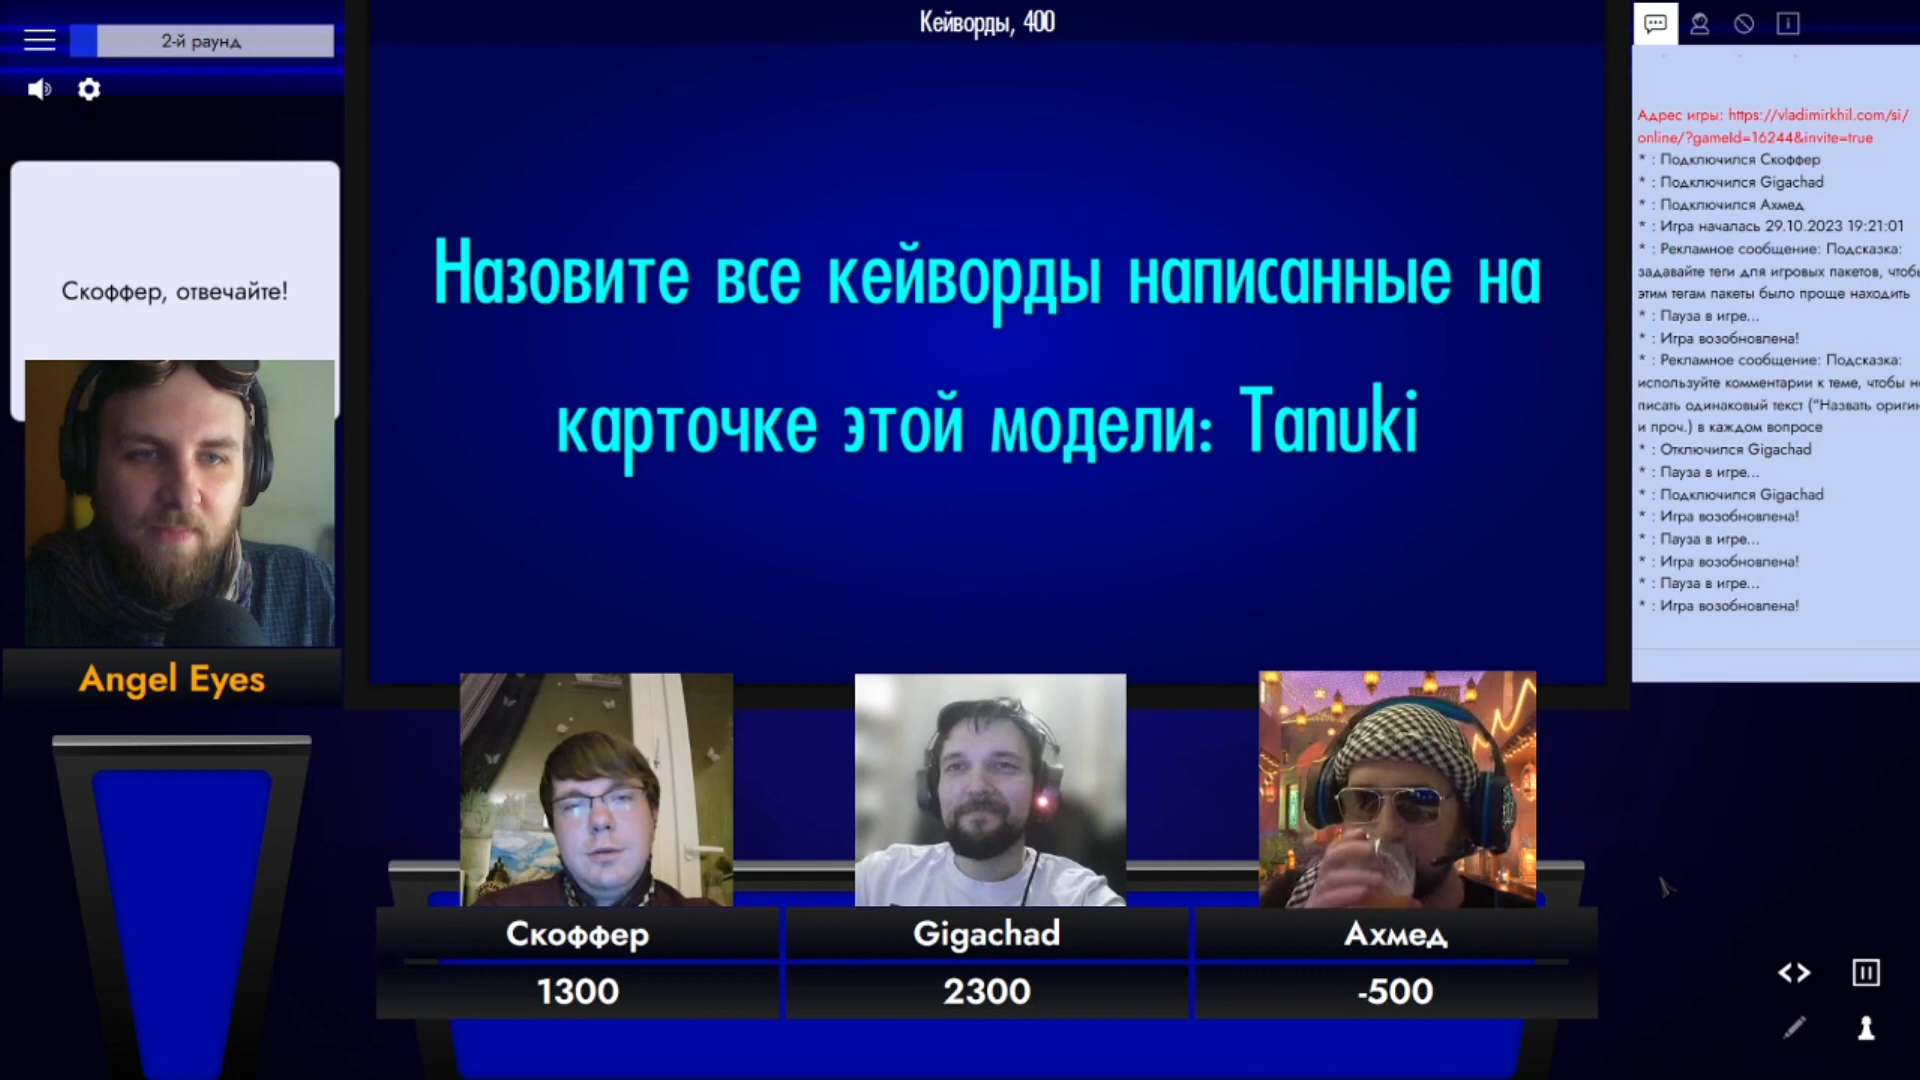 2-й раунд
Скоффер, отвечайте!
Angel Eyes
Кейворды, 400
Назовите все кейворды написанные на
карточке этой модели: Tanuki
Скоффер
1300
Gigachad
2300
Ахмед
-500
Адрес игры: https://vladimirkhil.com/si/
online/?gameId=16244&invite=true
* : Подключился Скоффер
* : Подключился Gigachad
* : Подключился Ахмед
* : Игра началась 29.10.2023 19:21:01
* : Рекламное сообщение: Подсказка:
задавайте теги для игровых пакетов, чтобы
этим тегам пакеты было проще находить
* : Пауза в игре...
* : Игра возобновлена!
* : Рекламное сообщение: Подсказка:
используйте комментарии к теме, чтобы не
писать одинаковый текст ("Назвать оригин
и проч.) в каждом вопросе
* : Отключился Gigachad
* : Пауза в игре...
* : Подключился Gigachad
* : Игра возобновлена!
* : Пауза в игре...
* : Игра возобновлена!
* : Пауза в игре...
* : Игра возобновлена!